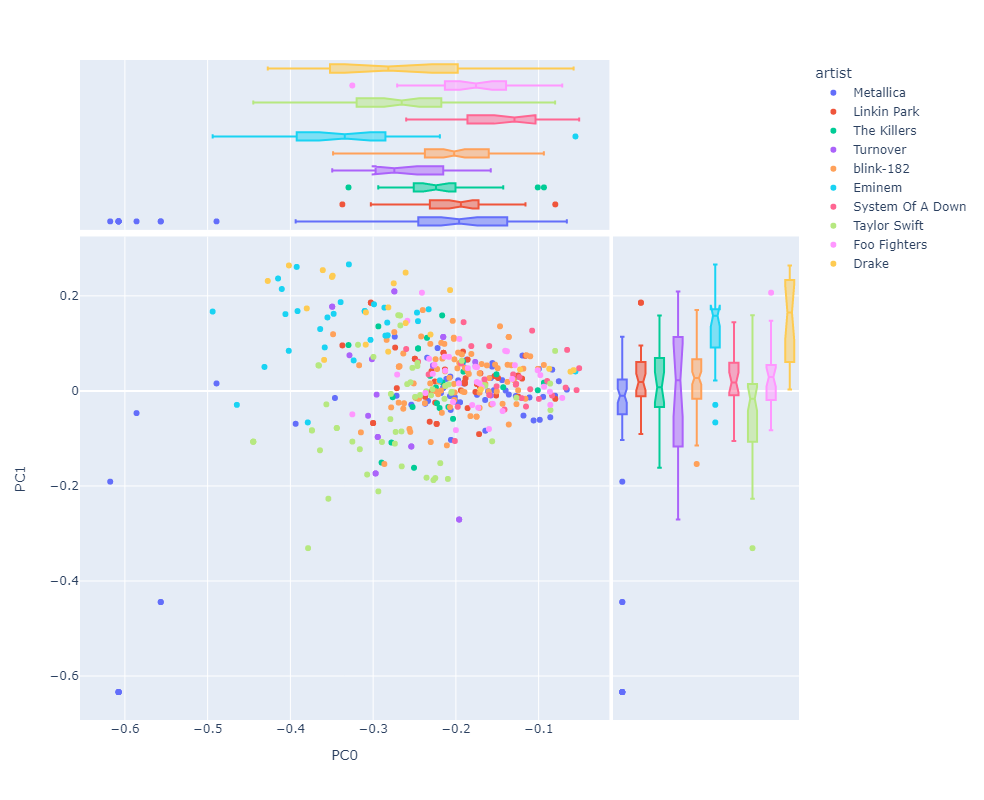 artist
Metallica
Linkin Park
The Killers
Turnover
blink-182
Eminem
System Of A Down
Taylor Swift
Foo Fighters
Drake
0.2
0
−0.2
−0.4
−0.6
PC1
−0.6 −0.5 −0.4 −0.3 −0.2 −0.1
PC0